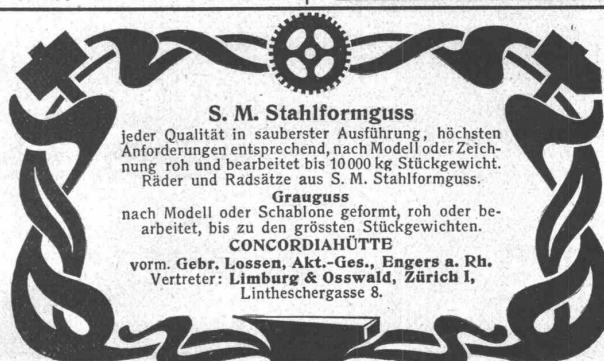 S. M. Stahlformguss
jeder Qualität in sauberster Ausführung, höchsten
Anforderungen entsprechend, nach Modell oder Zeich-
nung roh und bearbeitet bis 10000 kg Stückgewicht.
Räder und Radsätze aus S. M. Stahlformguss.
Grauguss
nach Modell oder Schablone geformt, roh oder be-
arbeitet, bis zu den grössten Stückgewichten.
CONCORDIAHÜTTE
vorm. Gebr. Lossen, Akt.-Ges., Engers a. Rh.
Vertreter: Limburg & Osswald, Zürich I,
Lintheschergasse 8.